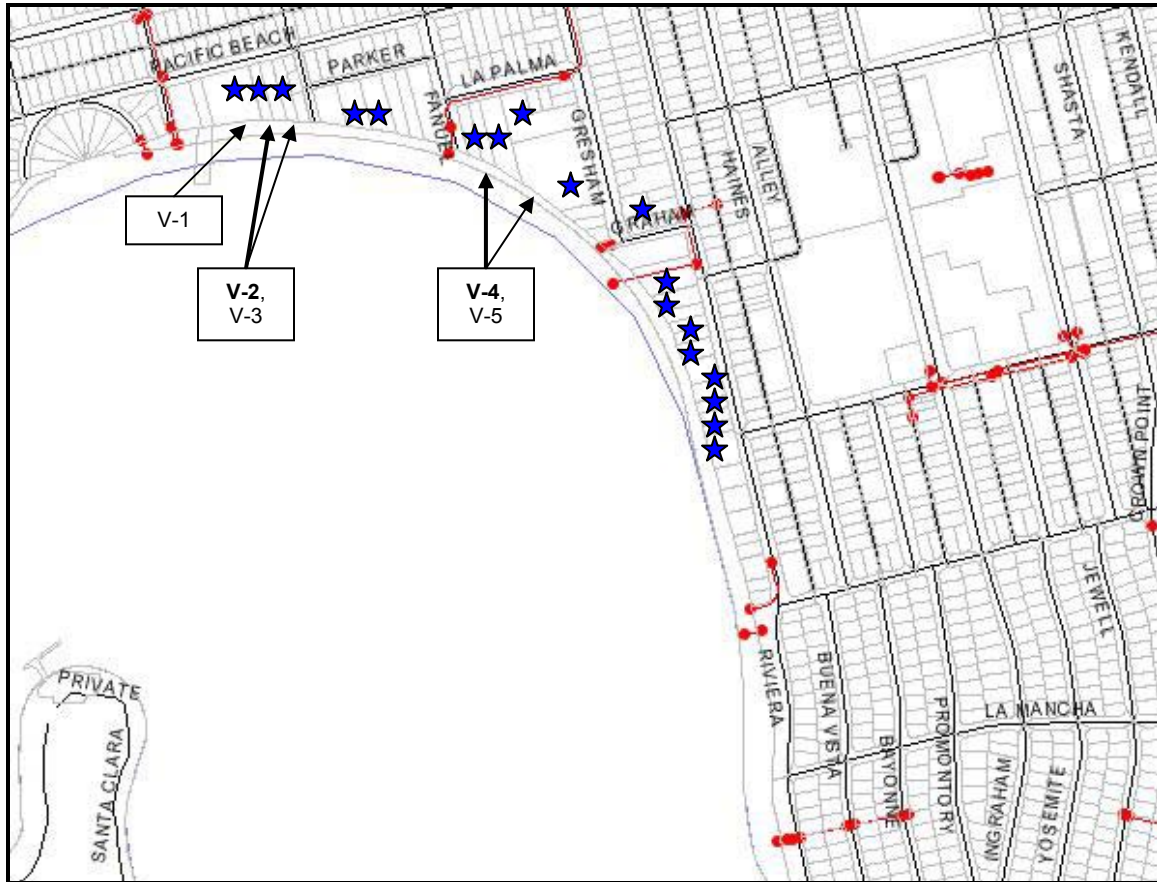 PACIFIC BEACH
PARKER
LA PALMA
FANUEL
GRESHAM
GRAHAM
HAINES
ALLEY
SHASTA
KENDALL
V-1
V-2,
V-3
V-4,
V-5
CROWN POINT
JEWELL
PRIVATE
SANTA CLARA
RIVIERA
BUENA VISTA
BAYONNE
PROMONTORY
LA MANCHA
INGRAHAM
YOSEMITE